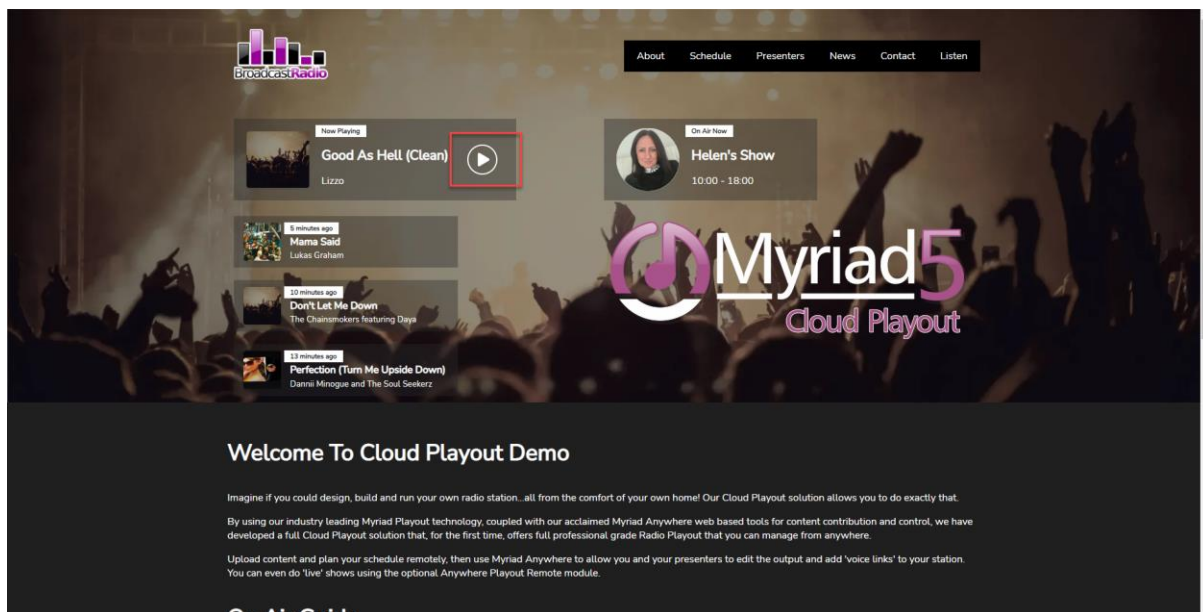 BroadcastRadio
About Schedule Presenters News Contact Listen
Now Playing
Good As Hell (Clean)
Lizzo
On Air Now
Helen's Show
10:00 - 18:00
5 minutes ago
Mama Said
Lukas Graham
10 minutes ago
Don't Let Me Down
The Chainsmokers featuring Daya
13 minutes ago
Perfection (Turn Me Upside Down)
Dannii Minogue and The Soul Seekerz
Myriad5
Cloud Playout
Welcome To Cloud Playout Demo
Imagine if you could design, build and run your own radio station...all from the comfort of your own home! Our Cloud Playout solution allows you to do exactly that.
By using our industry leading Myriad Playout technology, coupled with our acclaimed Myriad Anywhere web based tools for content contribution and control, we have
developed a full Cloud Playout solution that, for the first time, offers full professional grade Radio Playout that you can manage from anywhere.
Upload content and plan your schedule remotely, then use Myriad Anywhere to allow you and your presenters to edit the output and add 'voice links' to your station.
You can even do 'live' shows using the optional Anywhere Playout Remote module.